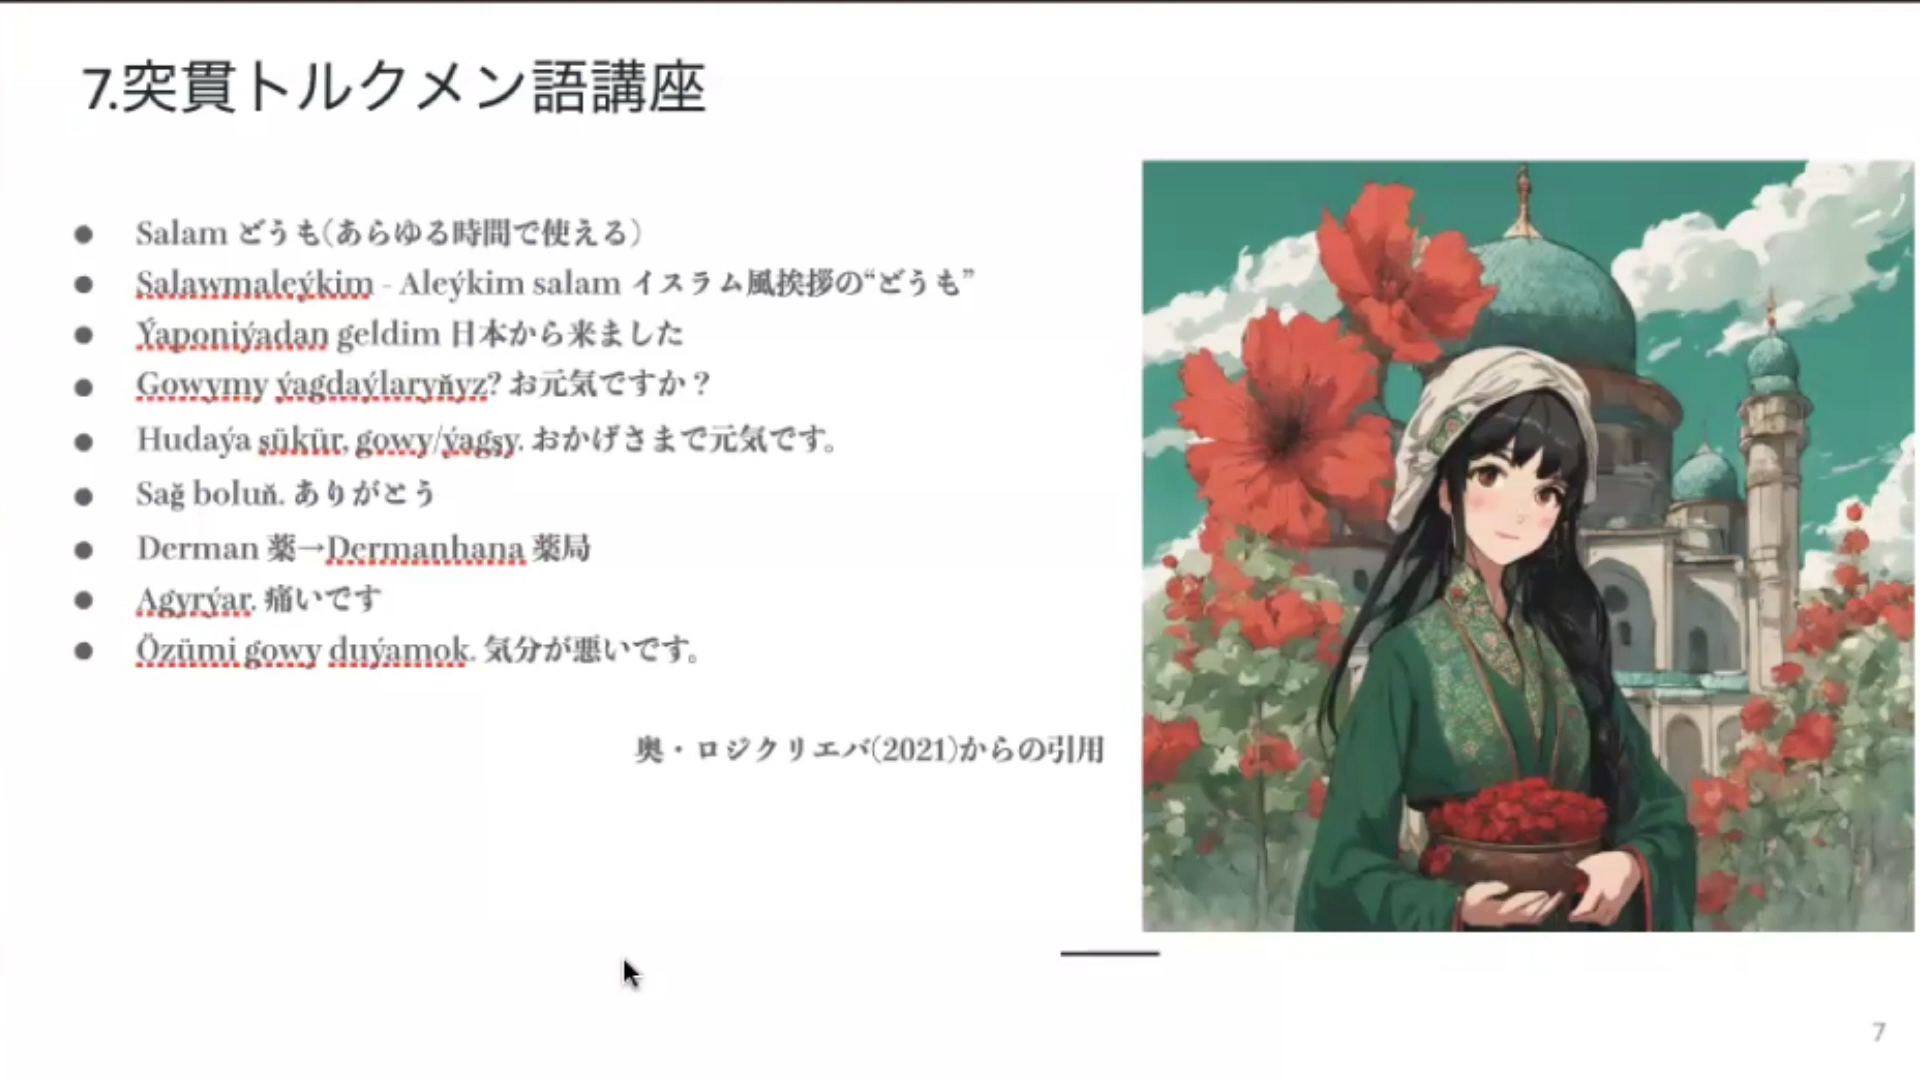 7.突貫トルクメン語講座
● Salam どうも(あらゆる時間で使える)
● Salawmaleýkim - Aleýkim salam イスラム風挨拶の“どうも”
● Ýaponiýadan geldim 日本から来ました
● Gowymy ýagdaýlaryňyz? お元気ですか？
● Hudaýa şükür, gowy/ýagşy. おかげさまで元気です。
● Sağ boluň. ありがとう
● Derman 薬→Dermanhana 薬局
● Agyrýar. 痛いです
● Özümi gowy duýamok. 気分が悪いです。
奥・ロジクリエバ(2021)からの引用
7